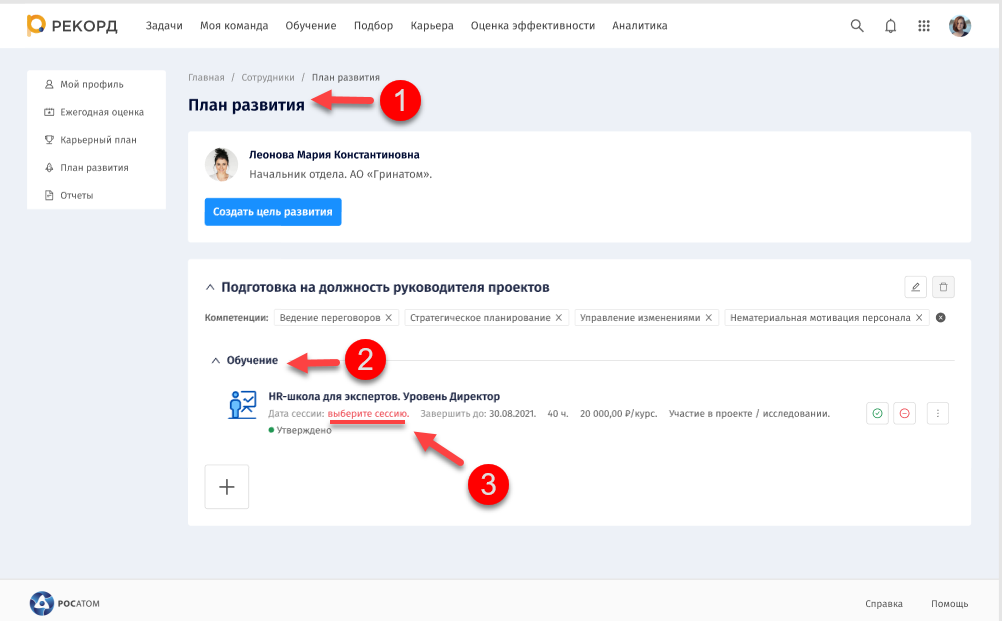 РЕКОРД Задачи Моя команда Обучение Подбор Карьера Оценка эффективности Аналитика
Мой профиль
Ежегодная оценка
Карьерный план
План развития
Отчеты
Главная / Сотрудники / План развития
План развития 1
Леонова Мария Константиновна
Начальник отдела. АО «Гринатом».
Создать цель развития
Подготовка на должность руководителя проектов
Компетенции: Ведение переговоров X Стратегическое планирование X Управление изменениями X Нематериальная мотивация персонала X
Обучение 2
HR-школа для экспертов. Уровень Директор
Дата сессии: выберите сессию. Завершить до: 30.08.2021. 40 ч. 20 000,00 ₽/курс. Участие в проекте / исследовании.
Утверждено
3
+
РОСАТОМ Справка Помощь